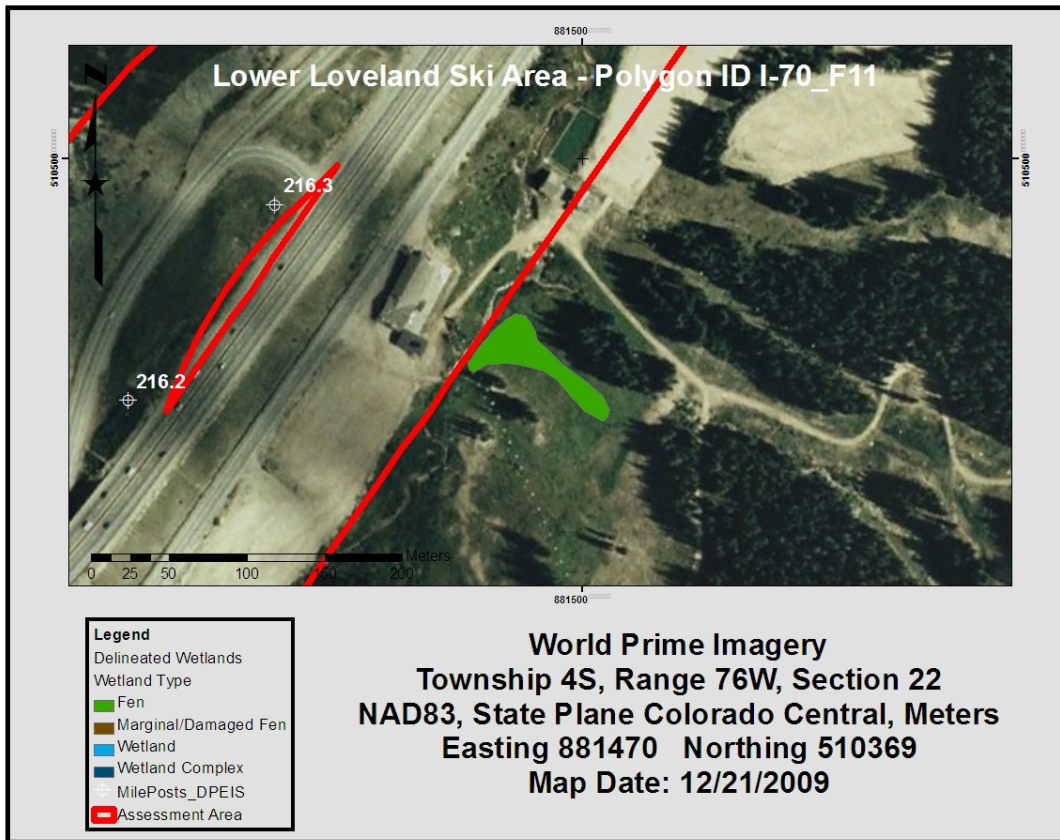 881500
Lower Loveland Ski Area - Polygon ID I-70_F11
N
510500
510500
216.3
216.2
Meters
0 25 50 100 150 200
881500
Legend
Delineated Wetlands
Wetland Type
Fen
Marginal/Damaged Fen
Wetland
Wetland Complex
MilePosts_DPEIS
Assessment Area
World Prime Imagery
Township 4S, Range 76W, Section 22
NAD83, State Plane Colorado Central, Meters
Easting 881470 Northing 510369
Map Date: 12/21/2009